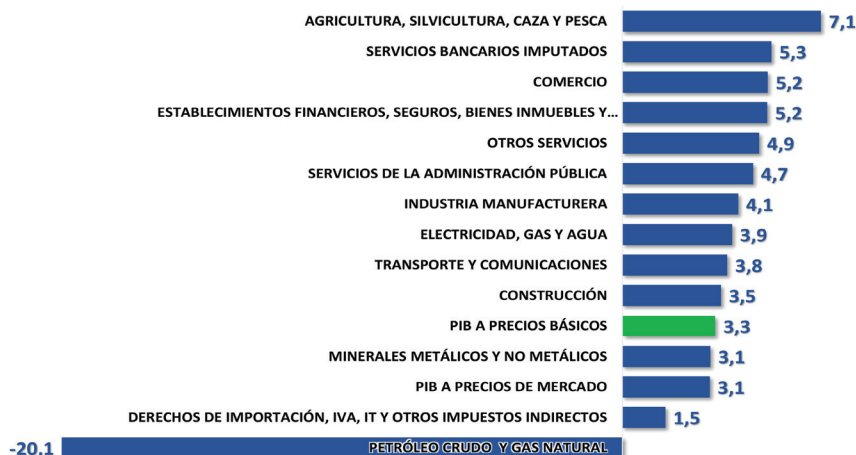 AGRICULTURA, SILVICULTURA, CAZA Y PESCA 7,1
SERVICIOS BANCARIOS IMPUTADOS 5,3
COMERCIO 5,2
ESTABLECIMIENTOS FINANCIEROS, SEGUROS, BIENES INMUEBLES Y... 5,2
OTROS SERVICIOS 4,9
SERVICIOS DE LA ADMINISTRACIÓN PÚBLICA 4,7
INDUSTRIA MANUFACTURERA 4,1
ELECTRICIDAD, GAS Y AGUA 3,9
TRANSPORTE Y COMUNICACIONES 3,8
CONSTRUCCIÓN 3,5
PIB A PRECIOS BÁSICOS 3,3
MINERALES METÁLICOS Y NO METÁLICOS 3,1
PIB A PRECIOS DE MERCADO 3,1
DERECHOS DE IMPORTACIÓN, IVA, IT Y OTROS IMPUESTOS INDIRECTOS 1,5
-20,1 PETRÓLEO CRUDO Y GAS NATURAL